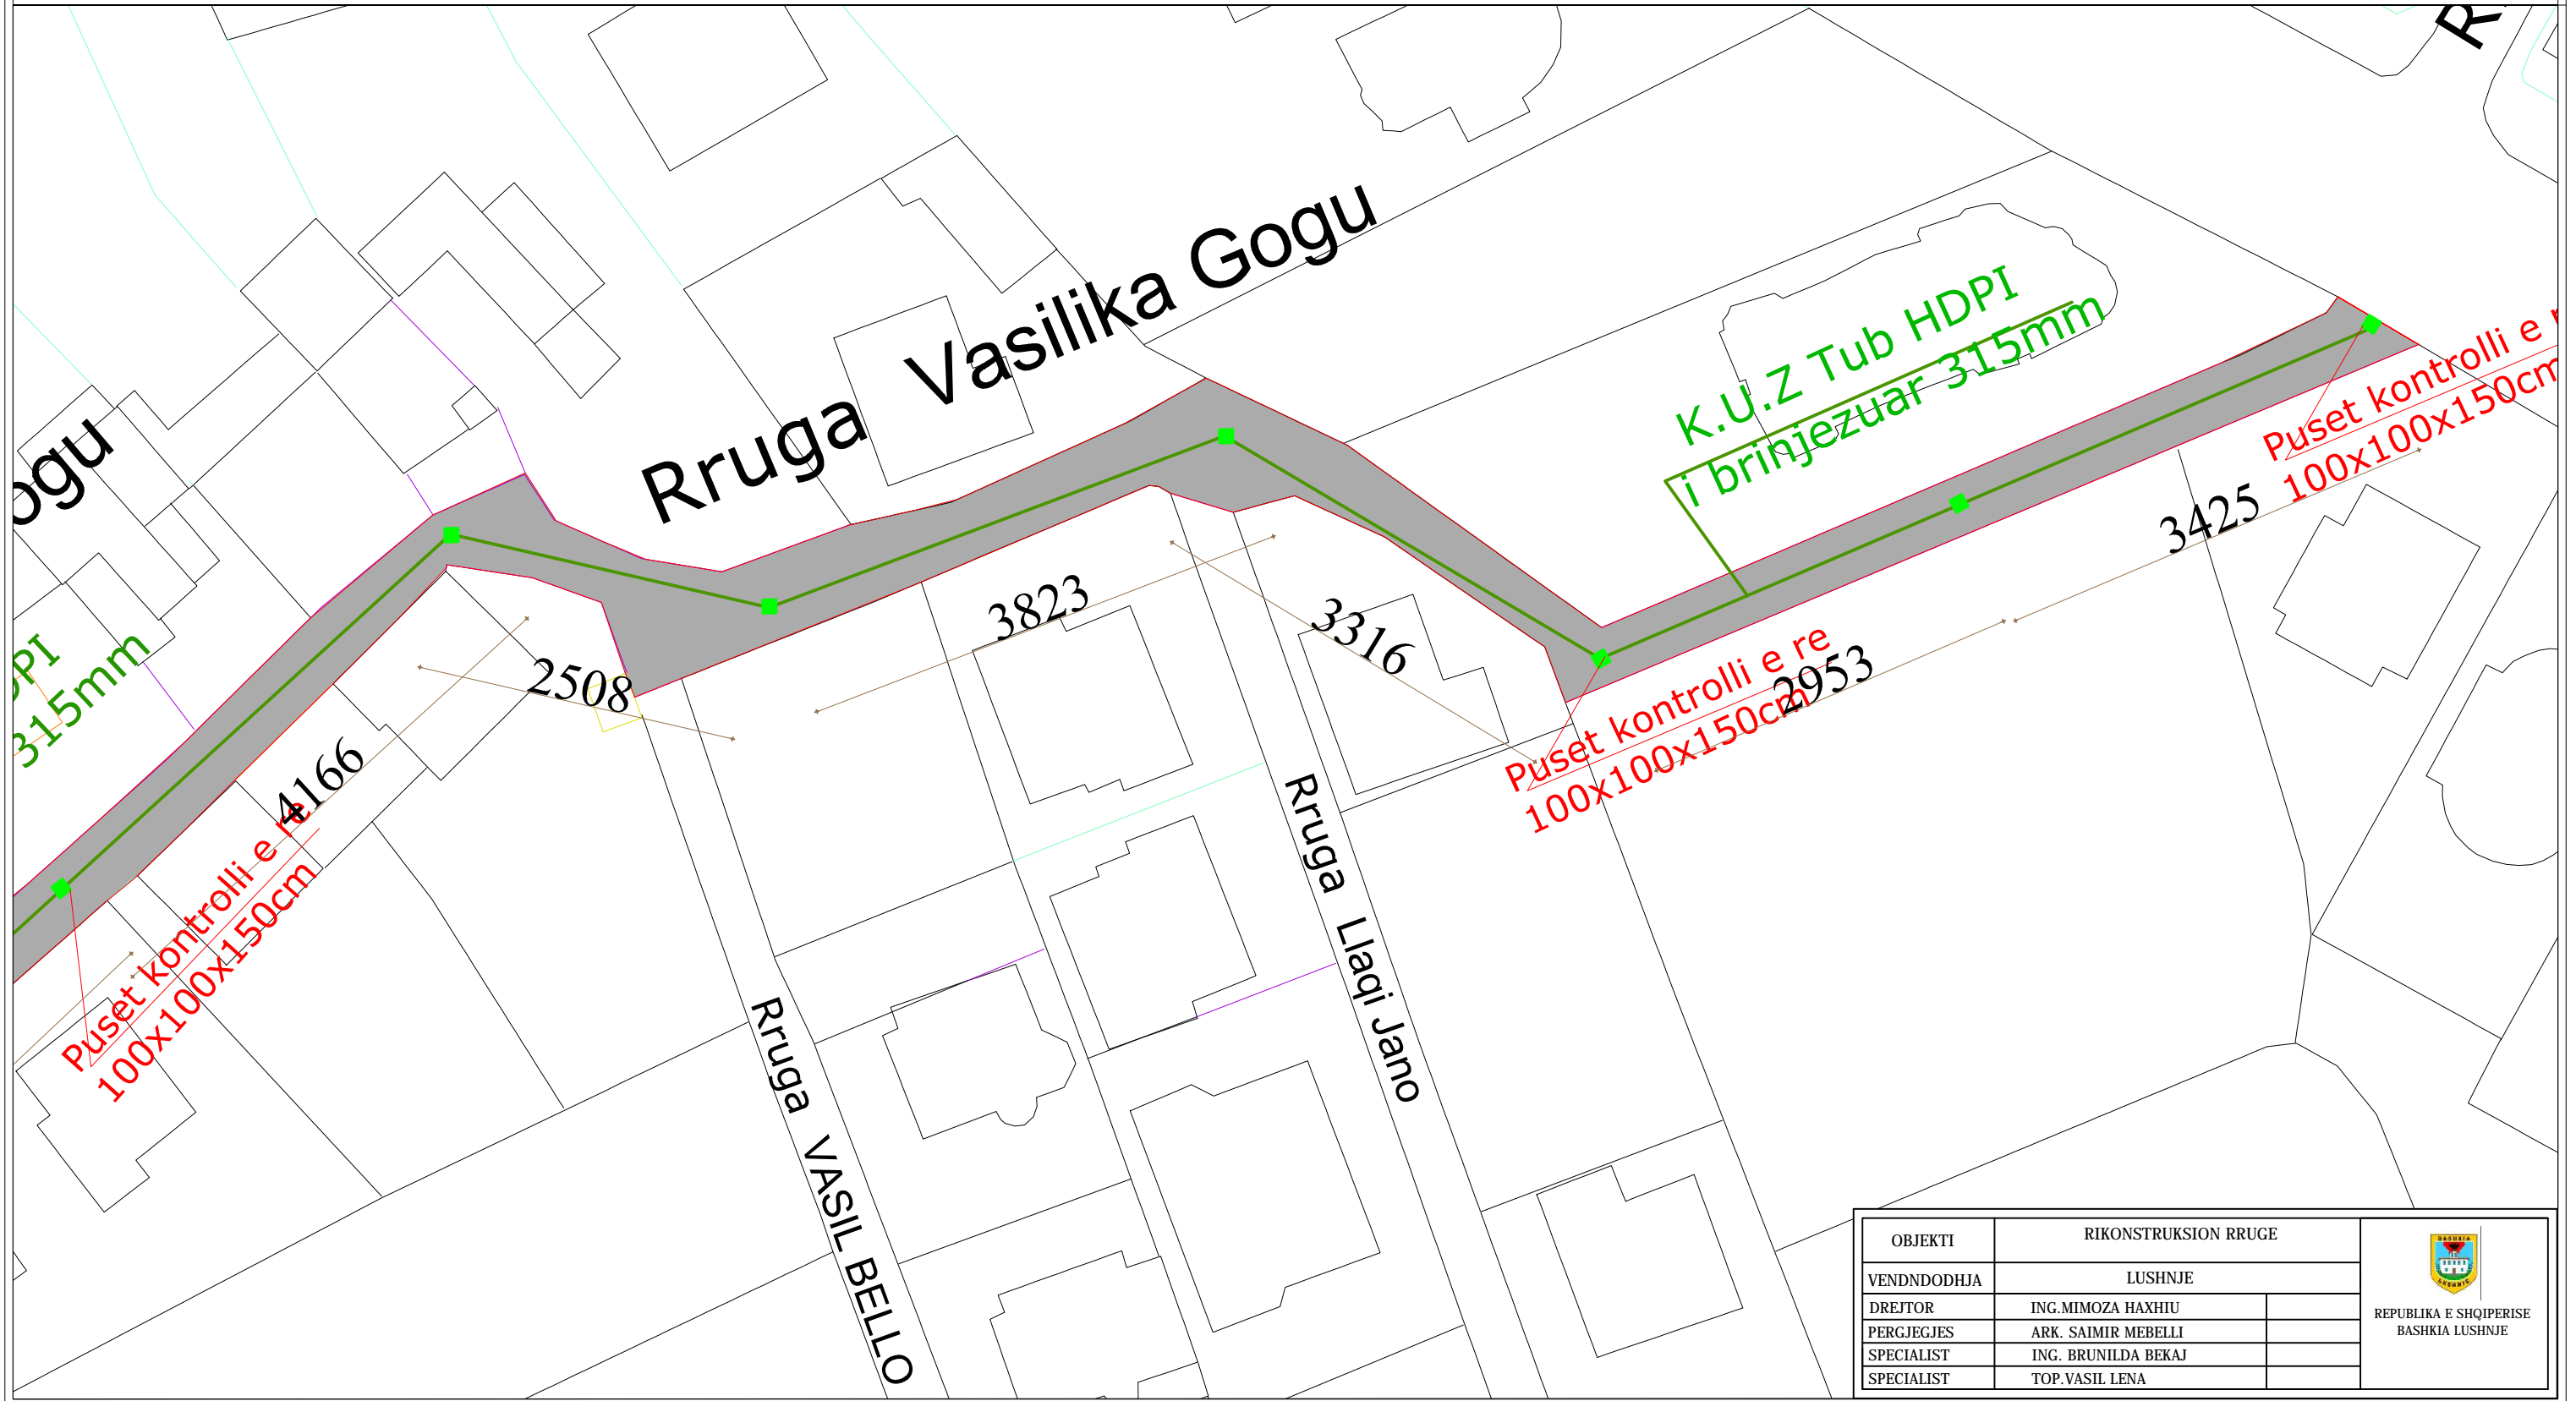 R
Rruga Vasilika Gogu
ogu
K.U.Z Tub HDPI
i brinjezuar 315mm
Puset kontrolli e r
100x100x150cm
3425
3823
3316
2508
2953
Puset kontrolli e re
100x100x150cm
DPI
315mm
4166
Puset kontrolli e re
100x100x150cm
Rruga Llaqi Jano
Rruga VASIL BELLO
OBJEKTI RIKONSTRUKSION RRUGE
VENDNDODHJA LUSHNJE
DREJTOR ING.MIMOZA HAXHIU
PERGJEGJES ARK. SAIMIR MEBELLI
SPECIALIST ING. BRUNILDA BEKAJ
SPECIALIST TOP.VASIL LENA
BASHKIA
LUSHNJE
REPUBLIKA E SHQIPERISE
BASHKIA LUSHNJE